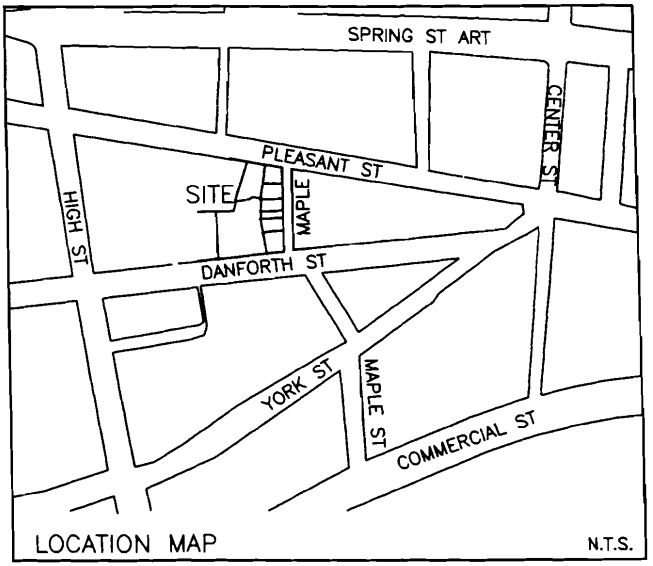 SPRING ST ART
CENTER ST
PLEASANT ST
SITE
MAPLE
HIGH ST
DANFORTH ST
YORK ST
MAPLE ST
COMMERCIAL ST
LOCATION MAP
N.T.S.